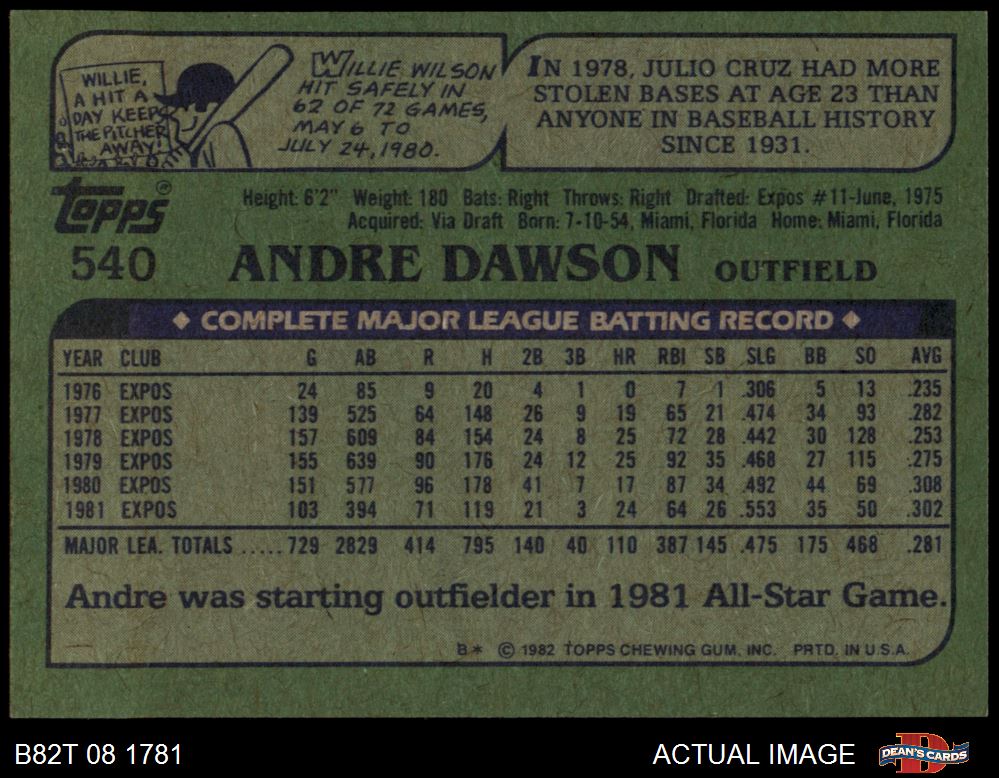 WILLIE,
A HIT A
DAY KEEPS
THE PITCHER
AWAY!
WILLIE WILSON
HIT SAFELY IN
62 OF 72 GAMES,
MAY 6 TO
JULY 24, 1980.
IN 1978, JULIO CRUZ HAD MORE
STOLEN BASES AT AGE 23 THAN
ANYONE IN BASEBALL HISTORY
SINCE 1931.
Topps®
Height: 6'2" Weight: 180 Bats: Right Throws: Right Drafted: Expos #11-June, 1975
Acquired: Via Draft Born: 7-10-54, Miami, Florida Home: Miami, Florida
540 ANDRE DAWSON OUTFIELD
◆ COMPLETE MAJOR LEAGUE BATTING RECORD ◆
YEAR CLUB G AB R H 2B 3B HR RBI SB SLG BB SO AVG
1976 EXPOS 24 85 9 20 4 1 0 7 1 .306 5 13 .235
1977 EXPOS 139 525 64 148 26 9 19 65 21 .474 34 93 .282
1978 EXPOS 157 609 84 154 24 8 25 72 28 .442 30 128 .253
1979 EXPOS 155 639 90 176 24 12 25 92 35 .468 27 115 .275
1980 EXPOS 151 577 96 178 41 7 17 87 34 .492 44 69 .308
1981 EXPOS 103 394 71 119 21 3 24 64 26 .553 35 50 .302
MAJOR LEA. TOTALS ..... 729 2829 414 795 140 40 110 387 145 .475 175 468 .281
Andre was starting outfielder in 1981 All-Star Game.
B* © 1982 TOPPS CHEWING GUM, INC. PRTD. IN U.S.A.
B82T 08 1781
ACTUAL IMAGE
DEAN'S CARDS